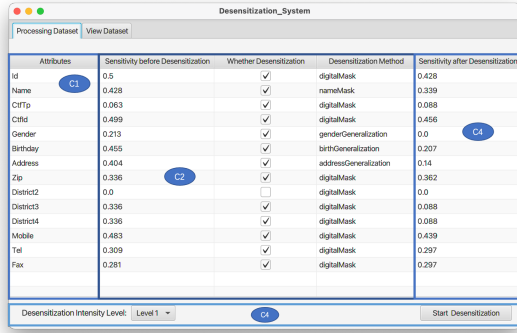 Desensitization_System
Processing Dataset View Dataset
Attributes Sensitivity before Desensitization Whether Desensitization Desensitization Method Sensitivity after Desensitization
Id 0.5 digitalMask 0.428
Name 0.428 nameMask 0.339
C1
CtfTp 0.063 digitalMask 0.088
CtfId 0.499 digitalMask 0.456
Gender 0.213 genderGeneralization 0.0
C4
Birthday 0.455 birthGeneralization 0.207
Address 0.404 addressGeneralization 0.14
Zip 0.336 digitalMask 0.362
C2
District2 0.0 digitalMask 0.0
District3 0.336 digitalMask 0.088
District4 0.336 digitalMask 0.088
Mobile 0.483 digitalMask 0.439
Tel 0.309 digitalMask 0.297
Fax 0.281 digitalMask 0.297
Desensitization Intensity Level: Level 1 C4 Start Desensitization